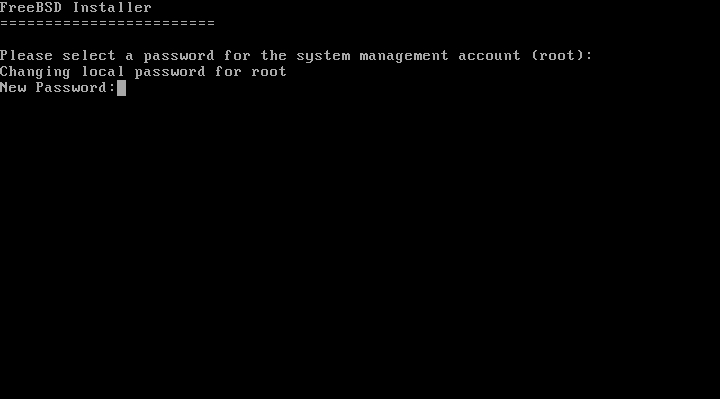 FreeBSD Installer
========================
Please select a password for the system management account (root):
Changing local password for root
New Password: